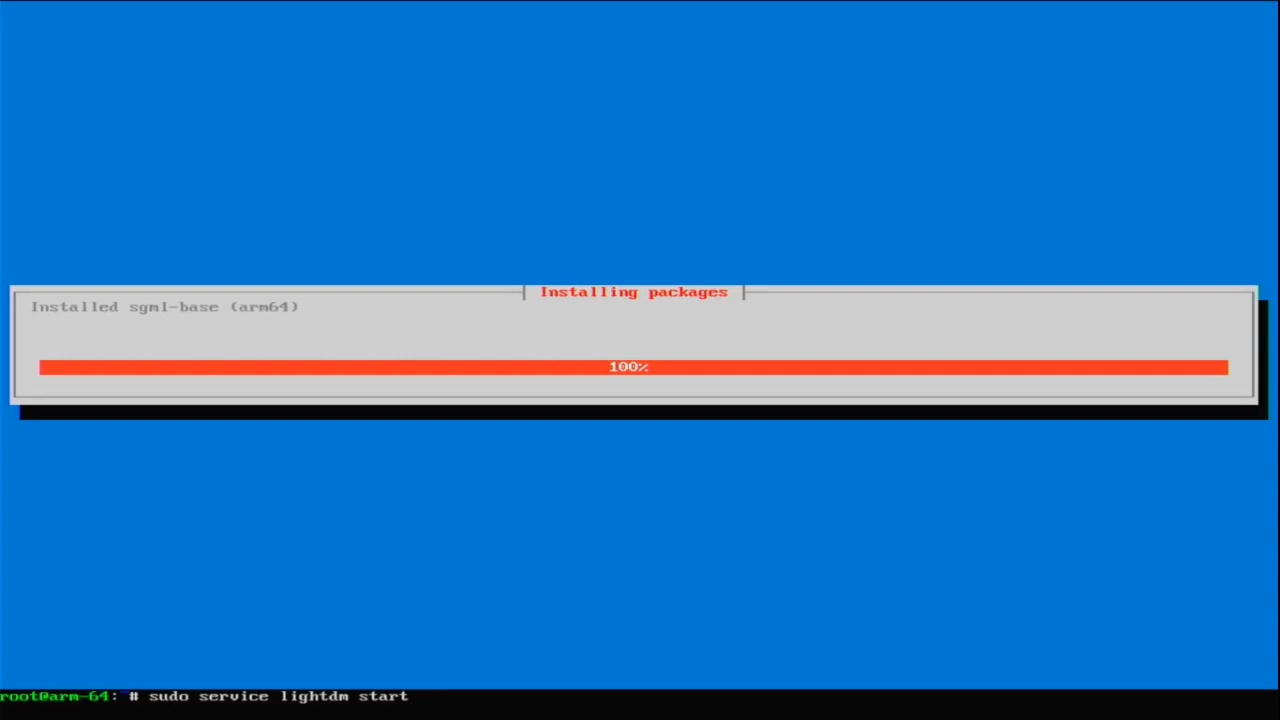 Installing packages
Installed sgml-base (arm64)
100%
root@arm-64:~# sudo service lightdm start